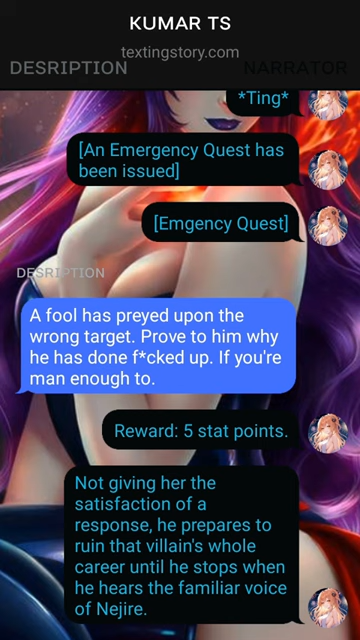 KUMAR TS
textingstory.com
DESRIPTION
NARRATOR
*Ting*
[An Emergency Quest has
been issued]
[Emgency Quest]
DESRIPTION
A fool has preyed upon the
wrong target. Prove to him why
he has done f*cked up. If you're
man enough to.
Reward: 5 stat points.
Not giving her the
satisfaction of a
response, he prepares to
ruin that villain's whole
career until he stops when
he hears the familiar voice
of Nejire.